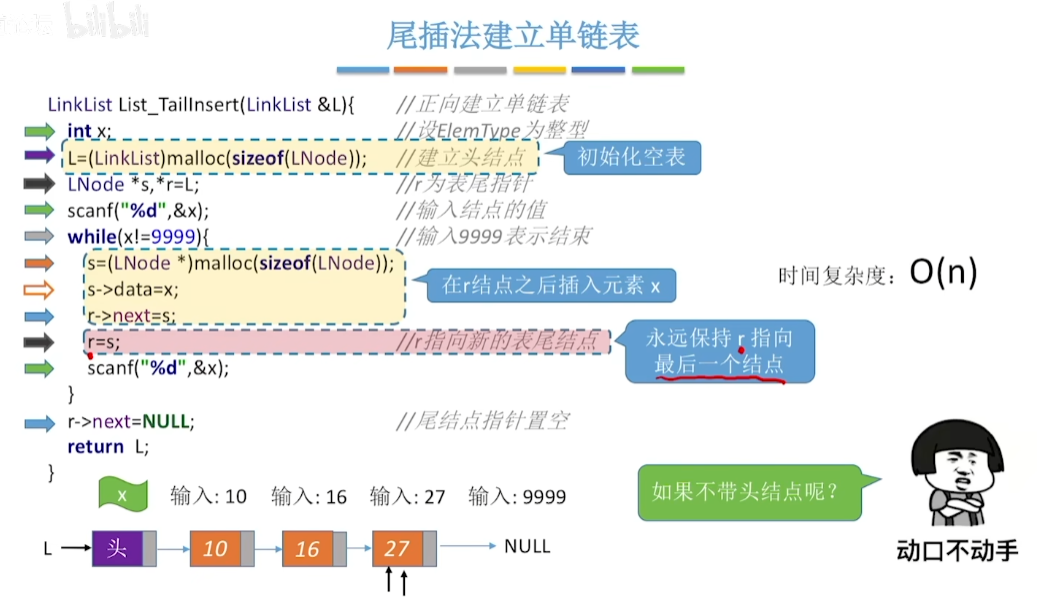 bilibili
尾插法建立单链表
LinkList List_TailInsert(LinkList &L){ //正向建立单链表
int x; //设ElemType为整型
L=(LinkList)malloc(sizeof(LNode)); //建立头结点
初始化空表
LNode *s,*r=L; //r为表尾指针
scanf("%d",&x); //输入结点的值
while(x!=9999){ //输入9999表示结束
s=(LNode *)malloc(sizeof(LNode));
s->data=x;
r->next=s;
在r结点之后插入元素 x
时间复杂度：O(n)
r=s; //r指向新的表尾结点
永远保持 r 指向
最后一个结点
scanf("%d",&x);
}
r->next=NULL; //尾结点指针置空
return L;
}
x 输入: 10 输入: 16 输入: 27 输入: 9999
如果不带头结点呢？
L 头 10 16 27 NULL
动口不动手